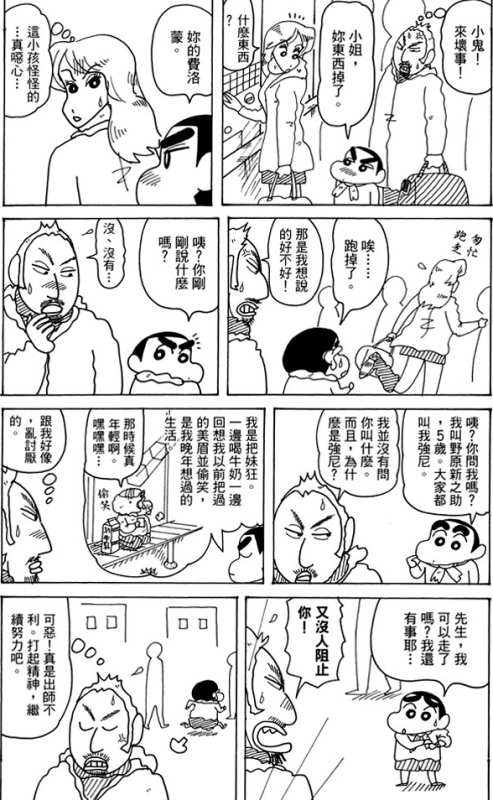 小鬼！
來壞事！
小姐，
妳東西掉了。
什麼東西
？
妳的費洛
蒙。
這小孩怪怪的
…真噁心…
匆忙
跑走
唉……
跑掉了。
那是我想說
的好不好！
咦？你剛
剛說什麼
嗎？
沒、沒有…
咦？你問我嗎？
我叫野原新之助
，5歲。大家都
叫我強尼。
我並沒有問
你叫什麼。
而且，為什
麼是強尼？
我是把妹狂。
一邊喝牛奶一邊
回想我以前把過
的美眉並偷笑，
是我晚年想過的
生活。
偷笑
那時候真
年輕啊。
嘿嘿嘿…
跟我好像
，亂討厭
的。
先生，我
可以走了
嗎？我還
有事耶…
又沒人阻止
你！
可惡！真是出師不
利。打起精神，繼
續努力吧。